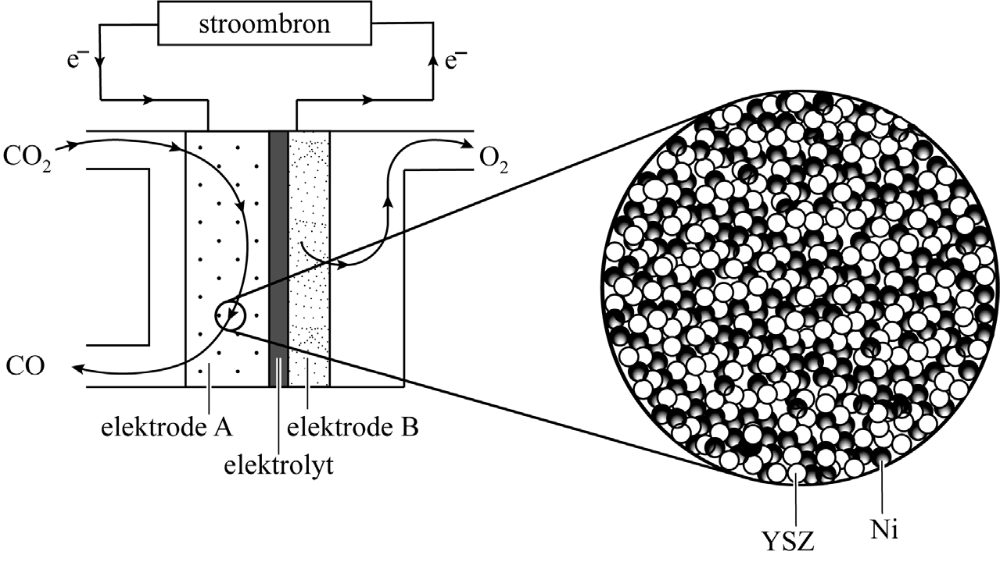 stroombron
e⁻
e⁻
CO₂
O₂
CO
elektrode A
elektrode B
elektrolyt
YSZ
Ni